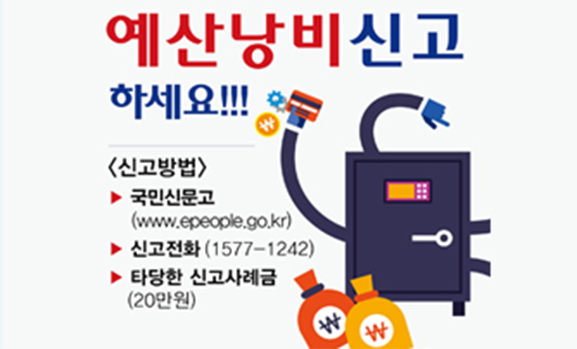 예산낭비신고
하세요!!!
<신고방법>
▶ 국민신문고
(www.epeople.go.kr)
▶ 신고전화 (1577-1242)
▶ 타당한 신고사례금
(20만원)
₩
₩ ₩